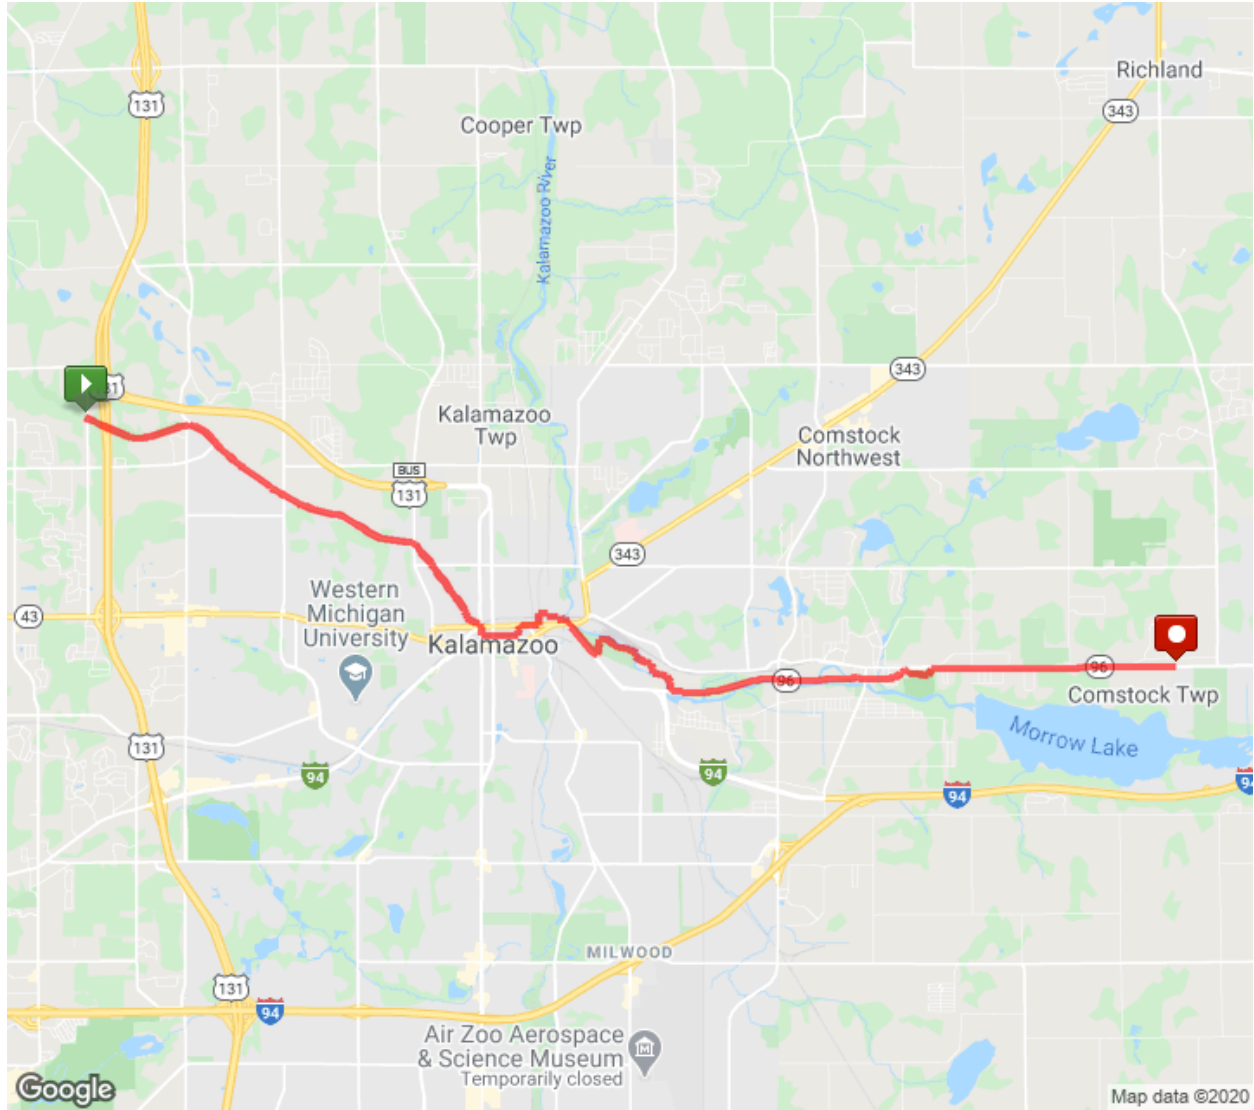 Richland
343
131
Cooper Twp
Kalamazoo River
343
31
Kalamazoo
Twp
Comstock
Northwest
BUS
131
343
Western
Michigan
University
43
Kalamazoo
96
96
Comstock Twp
Morrow Lake
131
94
94
94
94
MILWOOD
131
94
Air Zoo Aerospace
& Science Museum
Temporarily closed
M
Google
Map data ©2020